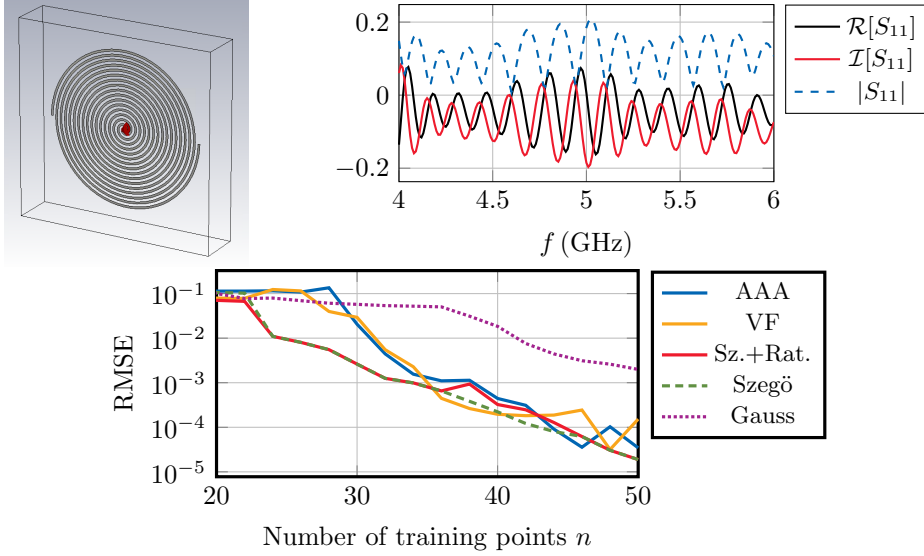 0.2
0
−0.2
4
4.5
5
5.5
6
f (GHz)
ℛ[S₁₁]
ℐ[S₁₁]
|S₁₁|
10⁻¹
10⁻²
10⁻³
10⁻⁴
10⁻⁵
RMSE
20
30
40
50
Number of training points n
AAA
VF
Sz.+Rat.
Szegö
Gauss